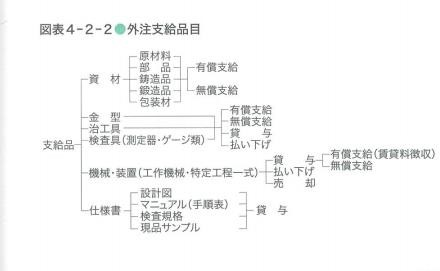 図表4-2-2●外注支給品目
原材料
部　品
資　材
鋳造品
鍛造品
包装材
有償支給
無償支給
金　型
治工具
検査具(測定器・ゲージ類)
有償支給
無償支給
貸　与
払い下げ
支給品
機械・装置(工作機械・特定工程一式)
貸　与
払い下げ
売　却
有償支給(賃貸料徴収)
無償支給
仕様書
設計図
マニュアル(手順表)
検査規格
現品サンプル
貸　与